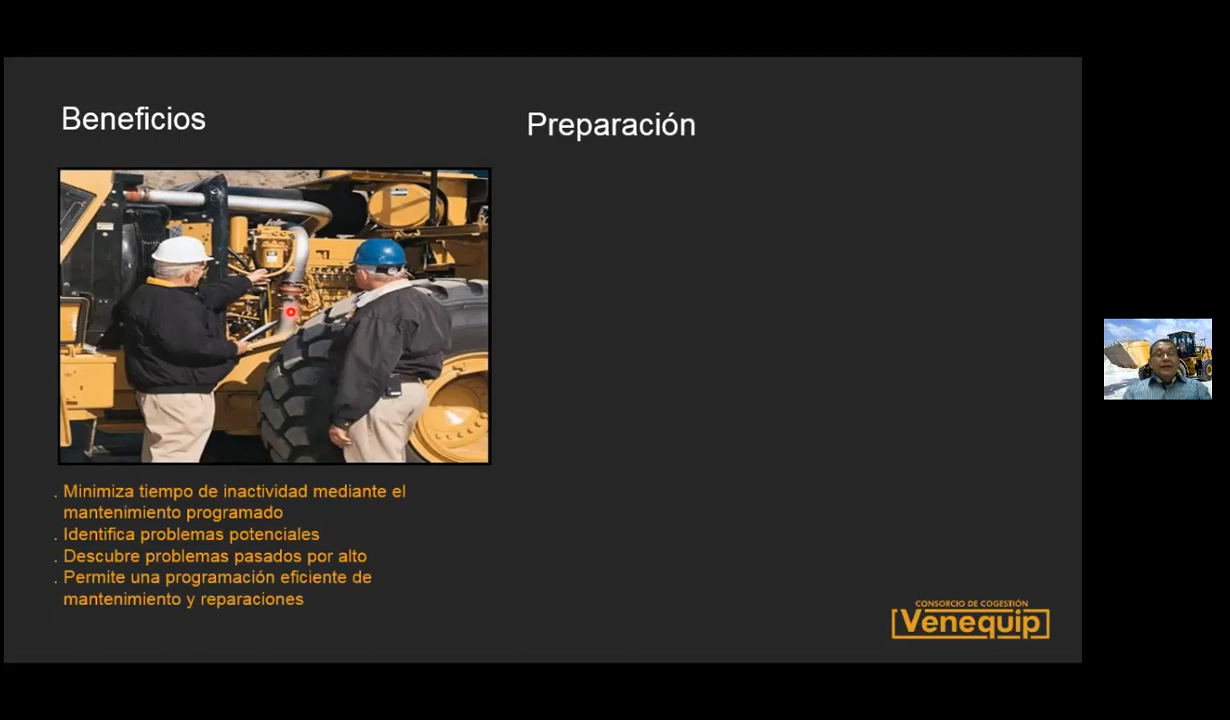 Beneficios
Preparación
. Minimiza tiempo de inactividad mediante el
mantenimiento programado
. Identifica problemas potenciales
. Descubre problemas pasados por alto
. Permite una programación eficiente de
mantenimiento y reparaciones
CONSORCIO DE COGESTIÓN
Venequip